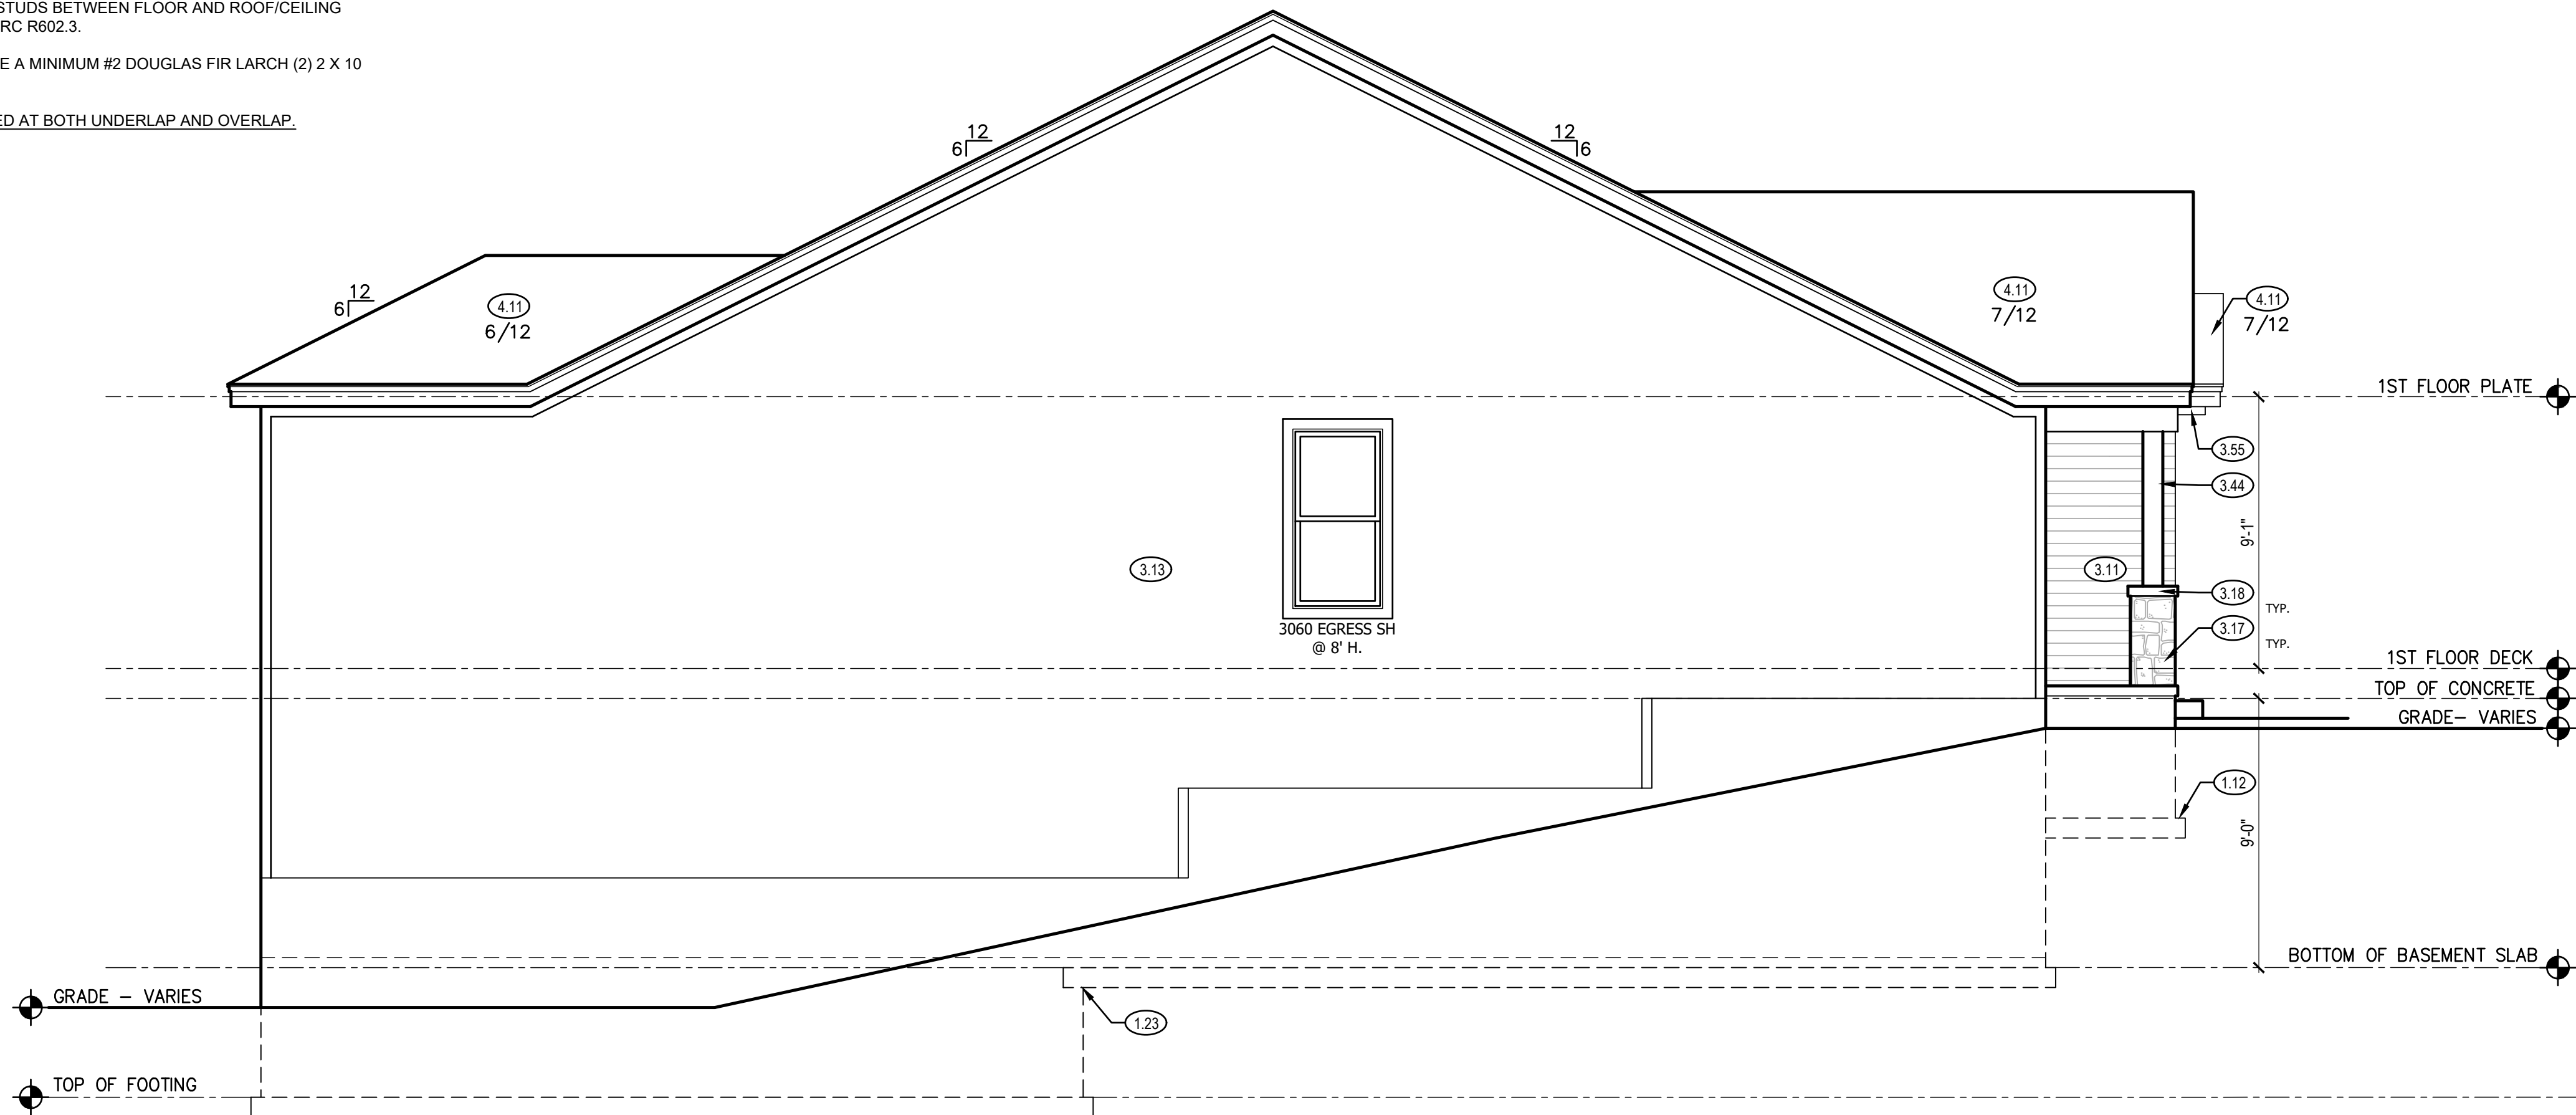 STUDS BETWEEN FLOOR AND ROOF/CEILING
RC R602.3.
E A MINIMUM #2 DOUGLAS FIR LARCH (2) 2 X 10
ED AT BOTH UNDERLAP AND OVERLAP.
12
6
12
6
12
6
4.11
6/12
4.11
7/12
4.11
7/12
1ST FLOOR PLATE
3.55
3.44
9'-1"
3.13
3.11
3.18
TYP.
3060 EGRESS SH
@ 8' H.
3.17
TYP.
1ST FLOOR DECK
TOP OF CONCRETE
GRADE- VARIES
1.12
9'-0"
BOTTOM OF BASEMENT SLAB
GRADE - VARIES
1.23
TOP OF FOOTING